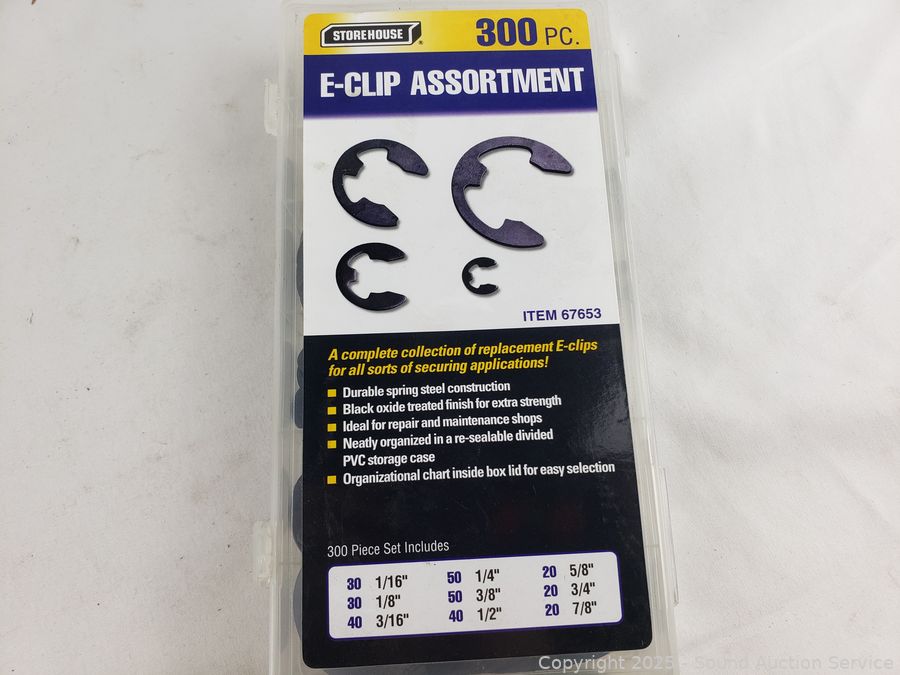 STOREHOUSE®
300 PC.
E-CLIP ASSORTMENT
ITEM 67653
A complete collection of replacement E-clips
for all sorts of securing applications!
Durable spring steel construction
Black oxide treated finish for extra strength
Ideal for repair and maintenance shops
Neatly organized in a re-sealable divided
PVC storage case
Organizational chart inside box lid for easy selection
300 Piece Set Includes
30 1/16" 50 1/4" 20 5/8"
30 1/8" 50 3/8" 20 3/4"
40 3/16" 40 1/2" 20 7/8"
Copyright 2025 - Sound Auction Service